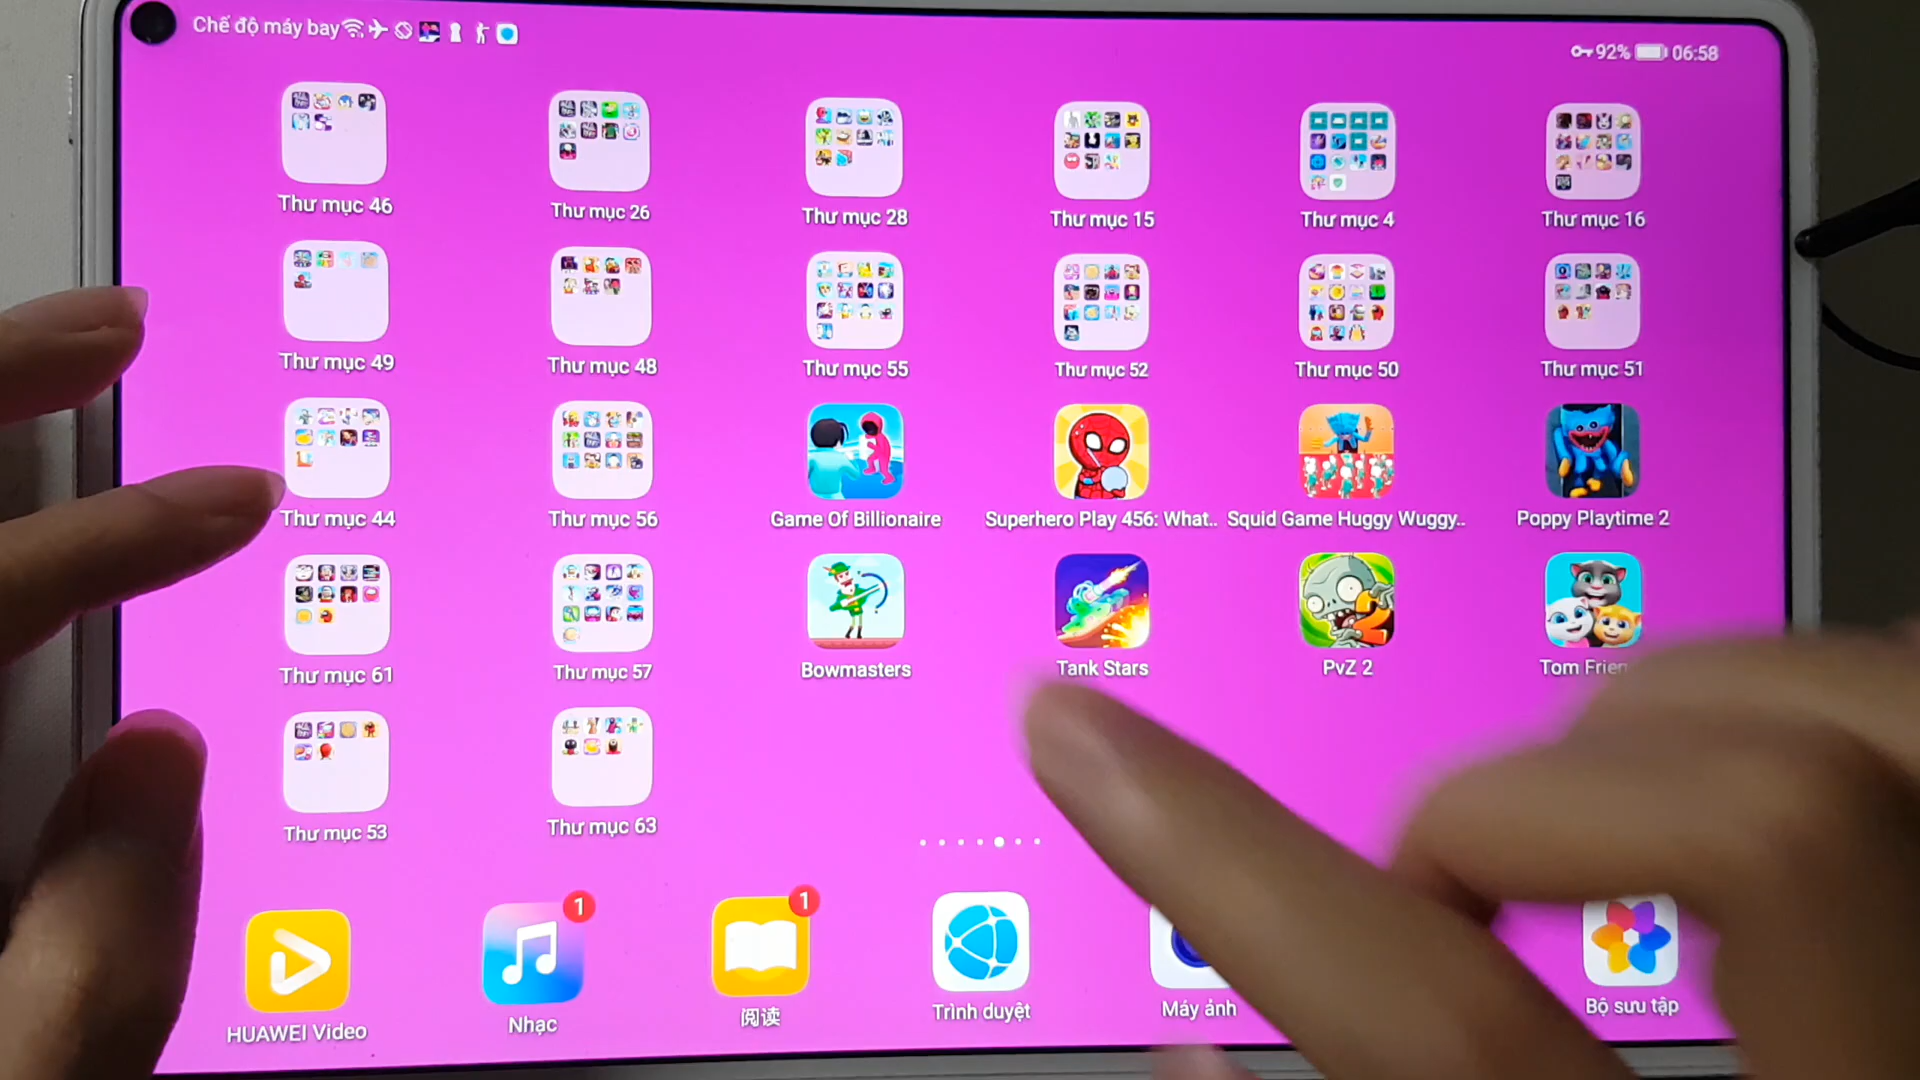 Chế độ máy bay
92% 06:58
Thư mục 46
Thư mục 26
Thư mục 28
Thư mục 15
Thư mục 4
Thư mục 16
Thư mục 49
Thư mục 48
Thư mục 55
Thư mục 52
Thư mục 50
Thư mục 51
Thư mục 44
Thư mục 56
Game Of Billionaire
Superhero Play 456: What..
Squid Game Huggy Wuggy..
Poppy Playtime 2
Thư mục 61
Thư mục 57
Bowmasters
Tank Stars
PvZ 2
Tom Frien
Thư mục 53
Thư mục 63
1
1
HUAWEI Video
Nhạc
阅读
Trình duyệt
Máy ảnh
Bộ sưu tập